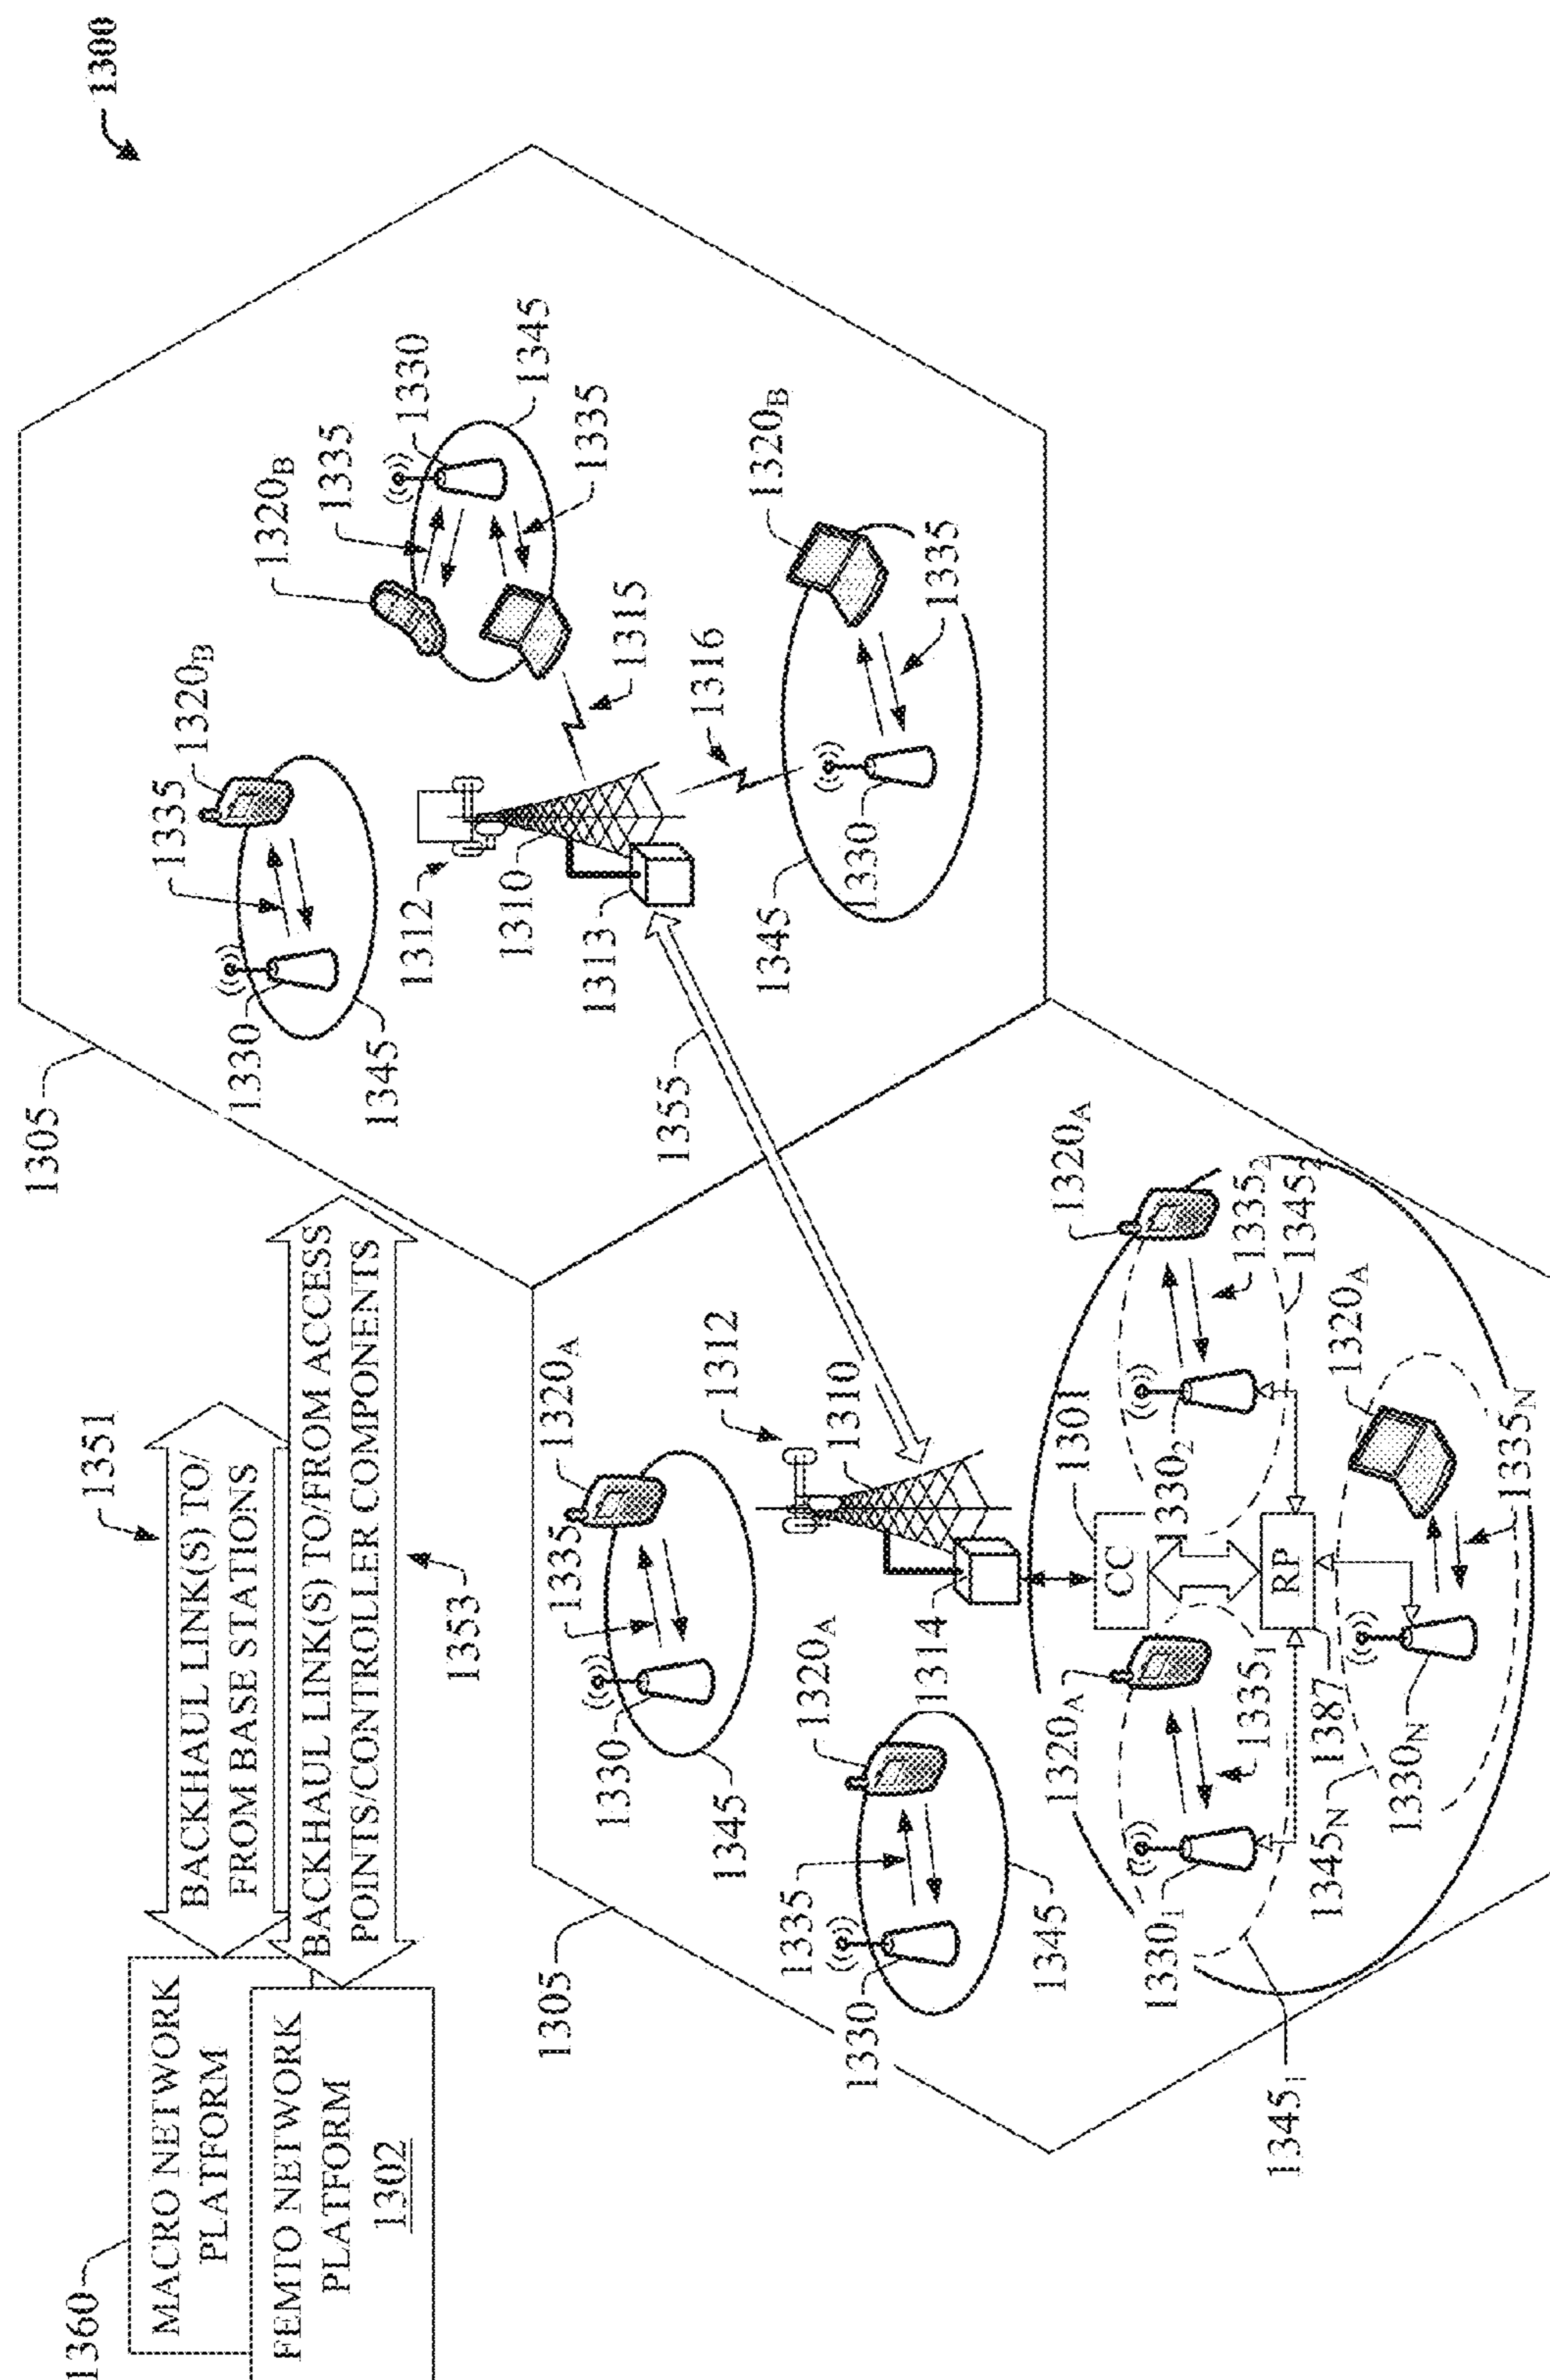 1300
1360
MACRO NETWORK
PLATFORM
FEMTO NETWORK
PLATFORM
1302
BACKHAUL LINK(S) TO/
FROM BASE STATIONS
1351
BACKHAUL LINK(S) TO/FROM ACCESS
POINTS/CONTROLLER COMPONENTS
1353
1305
1330
1335
1320B
1345
1320B
1335
1330
1345
1335
1312
1310
1313
1315
1316
1320B
1335
1330
1345
1355
1305
1330
1335
1320A
1345
1330
1335
1320A
1345
1312
1310
1314
1301
CC
RP
1387
1320A
13351
13301
13451
1320A
13352
13452
13302
1320A
1335N
1330N
1345N